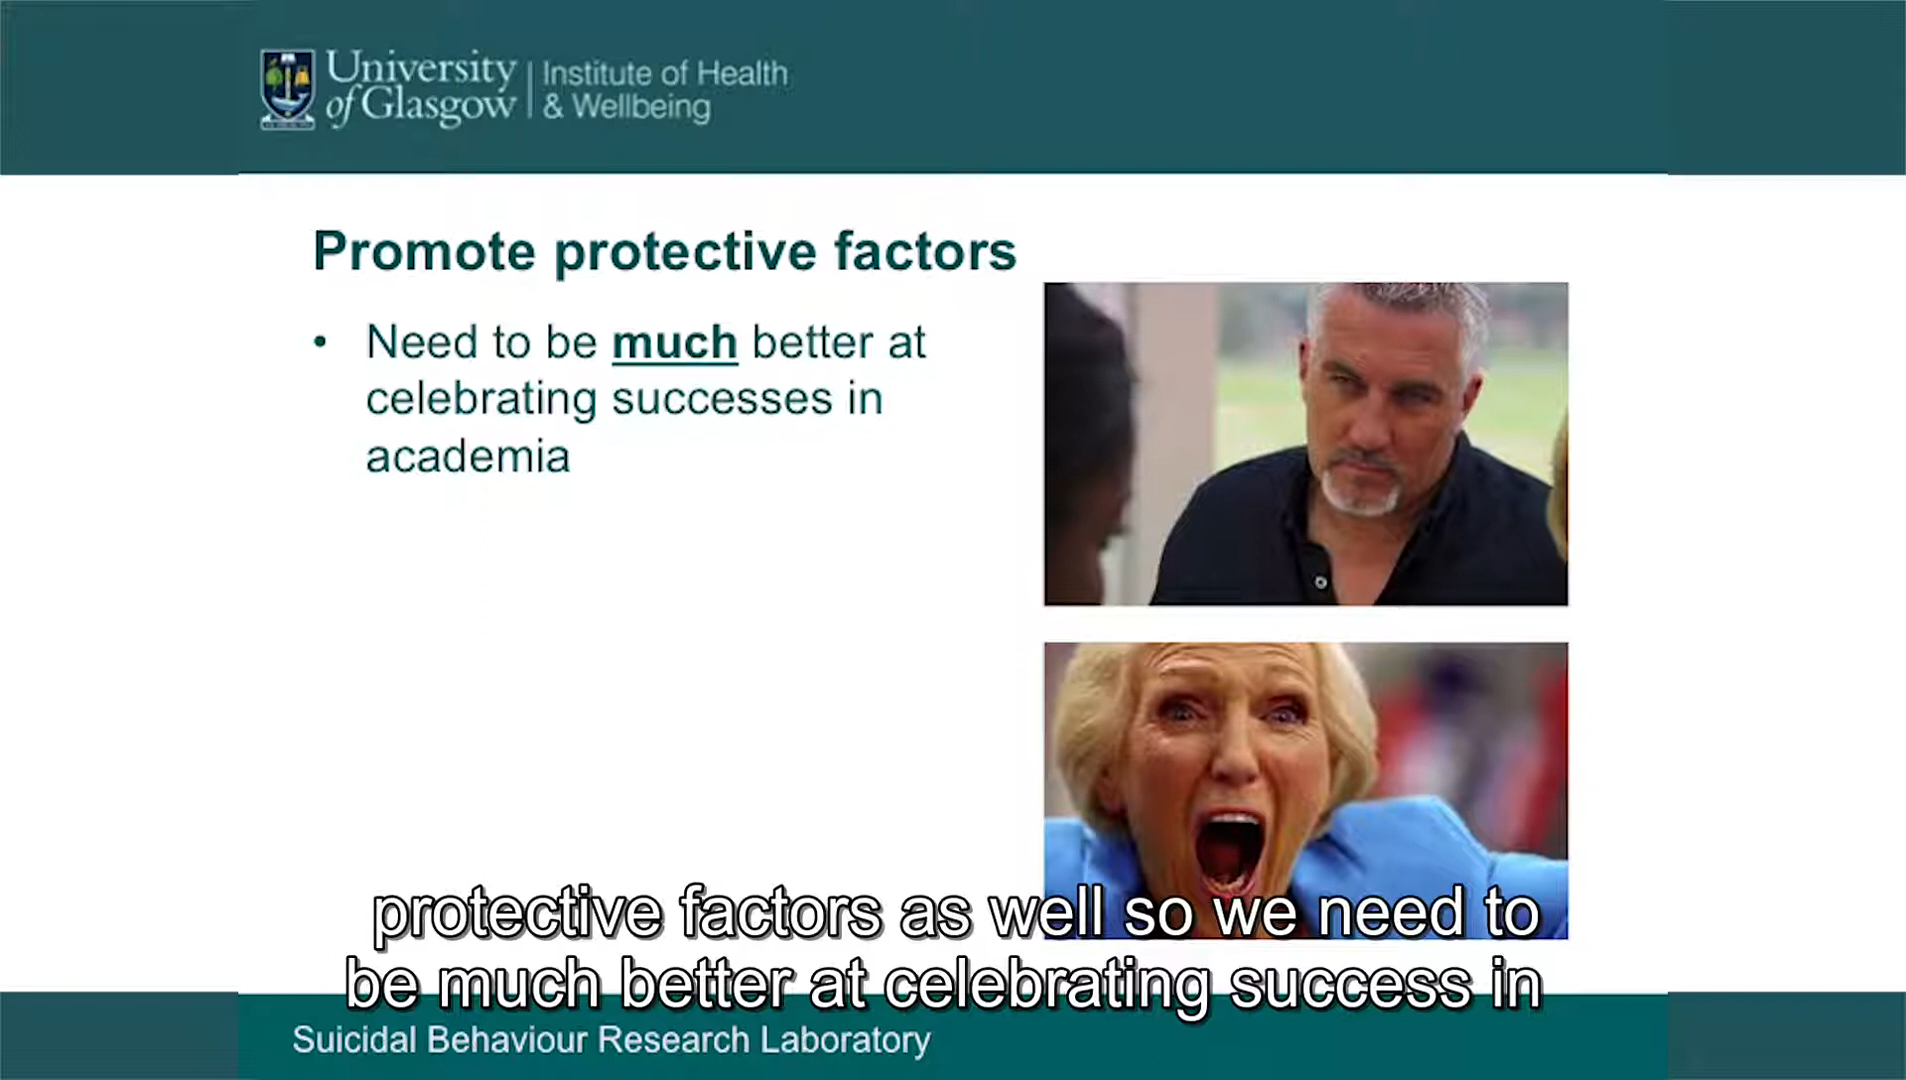 University
of Glasgow
Institute of Health
& Wellbeing
Promote protective factors
• Need to be much better at
celebrating successes in
academia
protective factors as well so we need to
be much better at celebrating success in
Suicidal Behaviour Research Laboratory